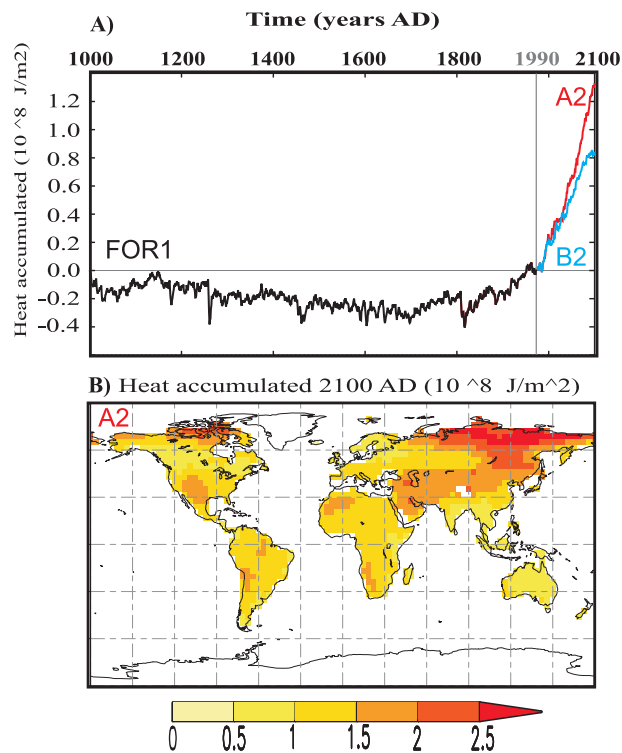 A) Time (years AD)
1000 1200 1400 1600 1800 1990 2100
Heat accumulated (10 ^8 J/m2)
1.2
1.0
0.8
0.6
0.4
0.2
0.0
-0.2
-0.4
A2
B2
FOR1
B) Heat accumulated 2100 AD (10 ^8 J/m^2)
A2
0 0.5 1 1.5 2 2.5